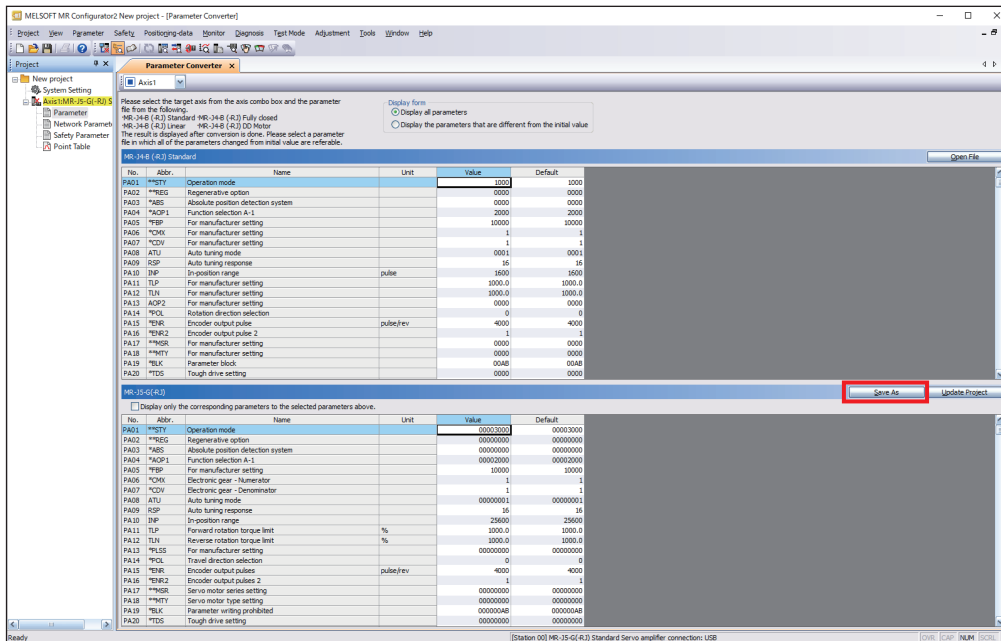 MELSOFT MR Configurator2 New project - [Parameter Converter]
Project View Parameter Safety Positioning-data Monitor Diagnosis Test Mode Adjustment Tools Window Help
Project
New project
System Setting
Axis1:MR-J5-G(-RJ) S
Parameter
Network Paramet
Safety Parameter
Point Table
Parameter Converter
Axis1
Please select the target axis from the axis combo box and the parameter
file from the following.
·MR-J4-B (-RJ) Standard ·MR-J4-B (-RJ) Fully closed
·MR-J4-B (-RJ) Linear ·MR-J4-B (-RJ) DD Motor
The result is displayed after conversion is done. Please select a parameter
file in which all of the parameters changed from initial value are referable.
Display form
Display all parameters
Display the parameters that are different from the initial value
MR-J4-B (-RJ) Standard Open File
No. Abbr. Name Unit Value Default
PA01 **STY Operation mode 1000 1000
PA02 **REG Regenerative option 0000 0000
PA03 *ABS Absolute position detection system 0000 0000
PA04 *AOP1 Function selection A-1 2000 2000
PA05 *FBP For manufacturer setting 10000 10000
PA06 *CMX For manufacturer setting 1 1
PA07 *CDV For manufacturer setting 1 1
PA08 ATU Auto tuning mode 0001 0001
PA09 RSP Auto tuning response 16 16
PA10 INP In-position range pulse 1600 1600
PA11 TLP For manufacturer setting 1000.0 1000.0
PA12 TLN For manufacturer setting 1000.0 1000.0
PA13 AOP2 For manufacturer setting 0000 0000
PA14 *POL Rotation direction selection 0 0
PA15 *ENR Encoder output pulse pulse/rev 4000 4000
PA16 *ENR2 Encoder output pulse 2 1 1
PA17 **MSR For manufacturer setting 0000 0000
PA18 **MTY For manufacturer setting 0000 0000
PA19 *BLK Parameter block 00AB 00AB
PA20 *TDS Tough drive setting 0000 0000
MR-J5-G(-RJ) Save As Update Project
Display only the corresponding parameters to the selected parameters above.
No. Abbr. Name Unit Value Default
PA01 **STY Operation mode 00003000 00003000
PA02 **REG Regenerative option 00000000 00000000
PA03 *ABS Absolute position detection system 00000000 00000000
PA04 *AOP1 Function selection A-1 00002000 00002000
PA05 *FBP For manufacturer setting 10000 10000
PA06 *CMX Electronic gear - Numerator 1 1
PA07 *CDV Electronic gear - Denominator 1 1
PA08 ATU Auto tuning mode 00000001 00000001
PA09 RSP Auto tuning response 16 16
PA10 INP In-position range 25600 25600
PA11 TLP Forward rotation torque limit % 1000.0 1000.0
PA12 TLN Reverse rotation torque limit % 1000.0 1000.0
PA13 *PLSS For manufacturer setting 00000000 00000000
PA14 *POL Travel direction selection 0 0
PA15 *ENR Encoder output pulses pulse/rev 4000 4000
PA16 *ENR2 Encoder output pulses 2 1 1
PA17 **MSR Servo motor series setting 00000000 00000000
PA18 **MTY Servo motor type setting 00000000 00000000
PA19 *BLK Parameter writing prohibited 000000AB 000000AB
PA20 *TDS Tough drive setting 00000000 00000000
Ready [Station 00] MR-J5-G(-RJ) Standard Servo amplifier connection: USB OVR CAP NUM SCRL